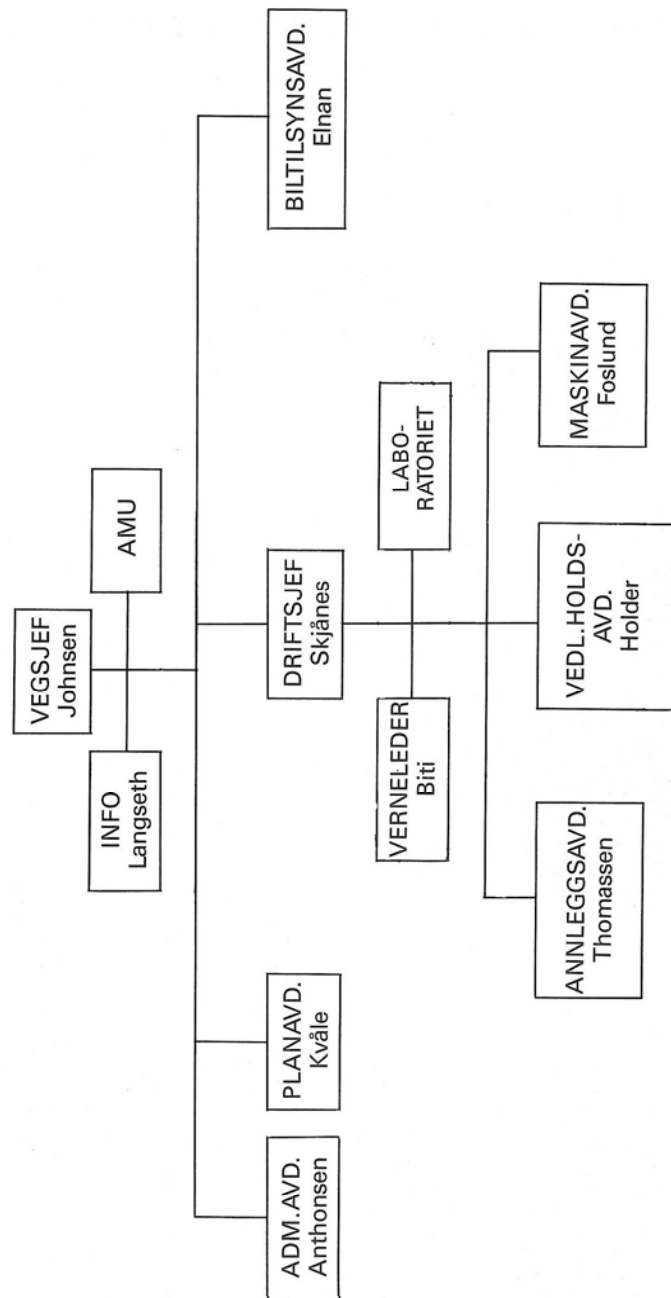 VEGSJEF
Johnsen
INFO
Langseth
AMU
ADM.AVD.
Anthonsen
PLANAVD.
Kvåle
DRIFTSJEF
Skjånes
BILTILSYNSAVD.
Elnan
VERNELEDER
Biti
LABO-
RATORIET
ANNLEGGSAVD.
Thomassen
VEDL.HOLDS-
AVD.
Holder
MASKINAVD.
Foslund